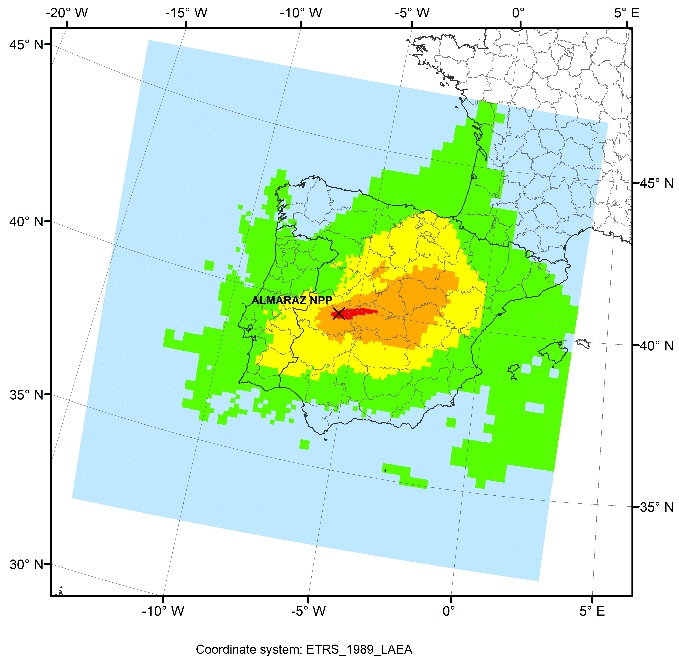 -20° W -15° W -10° W -5° W 0° 5° E
45° N
45° N
40° N
ALMARAZ NPP
40° N
35° N
35° N
30° N
-10° W -5° W 0° 5° E
Coordinate system: ETRS_1989_LAEA